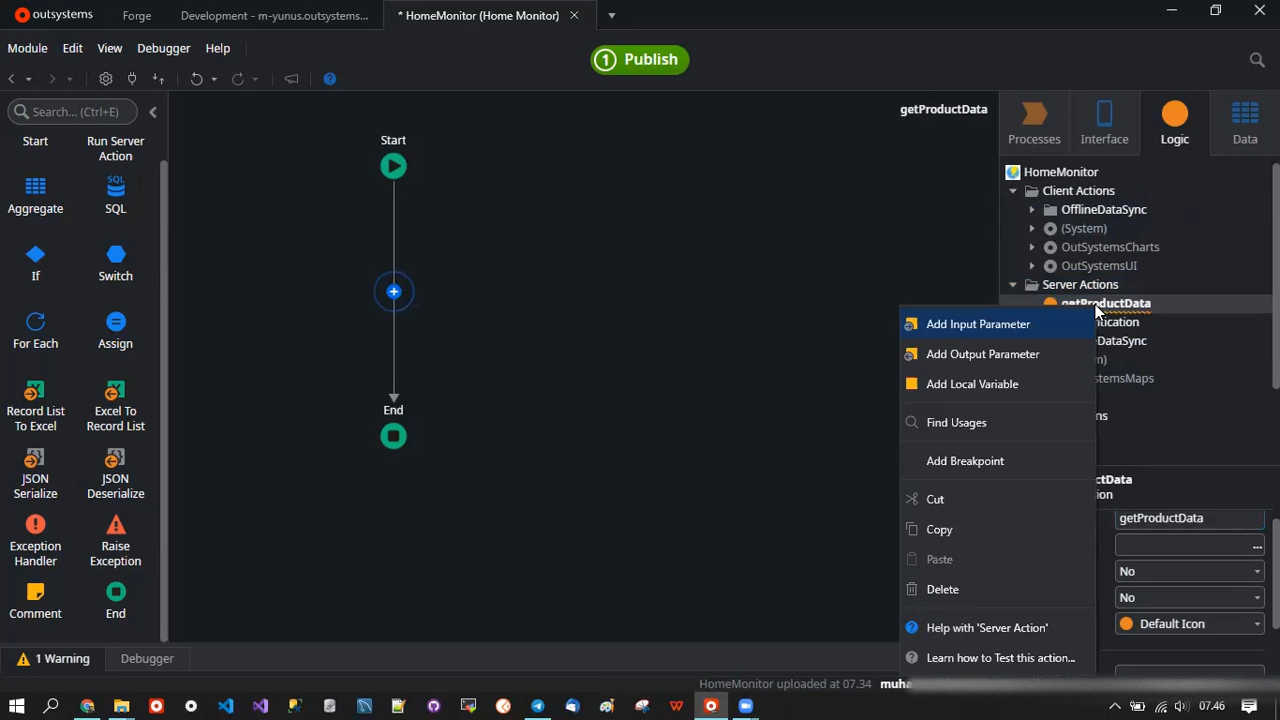 outsystems
Forge
Development - m-yunus.outsystems...
* HomeMonitor (Home Monitor)
Module
Edit
View
Debugger
Help
1 Publish
Search... (Ctrl+E)
getProductData
Start
Run Server
Action
Aggregate
SQL
SQL
If
Switch
For Each
Assign
Record List
To Excel
Excel To
Record List
JSON
Serialize
JSON
Deserialize
Exception
Handler
Raise
Exception
Comment
End
Start
End
Processes
Interface
Logic
Data
HomeMonitor
Client Actions
OfflineDataSync
(System)
OutSystemsCharts
OutSystemsUI
Server Actions
getProductData
Add Input Parameter
Add Output Parameter
Add Local Variable
Find Usages
Add Breakpoint
Cut
Copy
Paste
Delete
Help with 'Server Action'
Learn how to Test this action...
getProductData
No
No
Default Icon
1 Warning
Debugger
HomeMonitor uploaded at 07.34
07.46